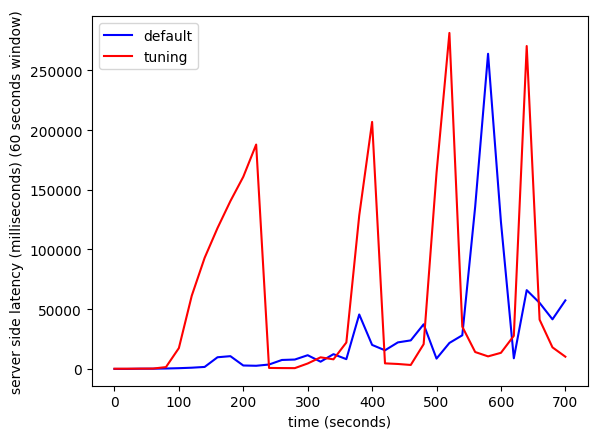 default
tuning
server side latency (milliseconds) (60 seconds window)
250000
200000
150000
100000
50000
0
0 100 200 300 400 500 600 700
time (seconds)